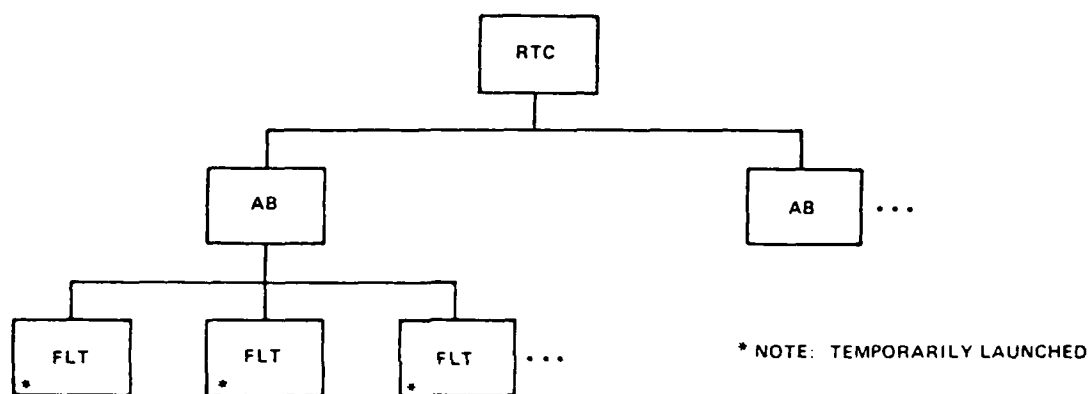 RTC
AB
AB ...
FLT
*
FLT
*
FLT ...
*
* NOTE: TEMPORARILY LAUNCHED